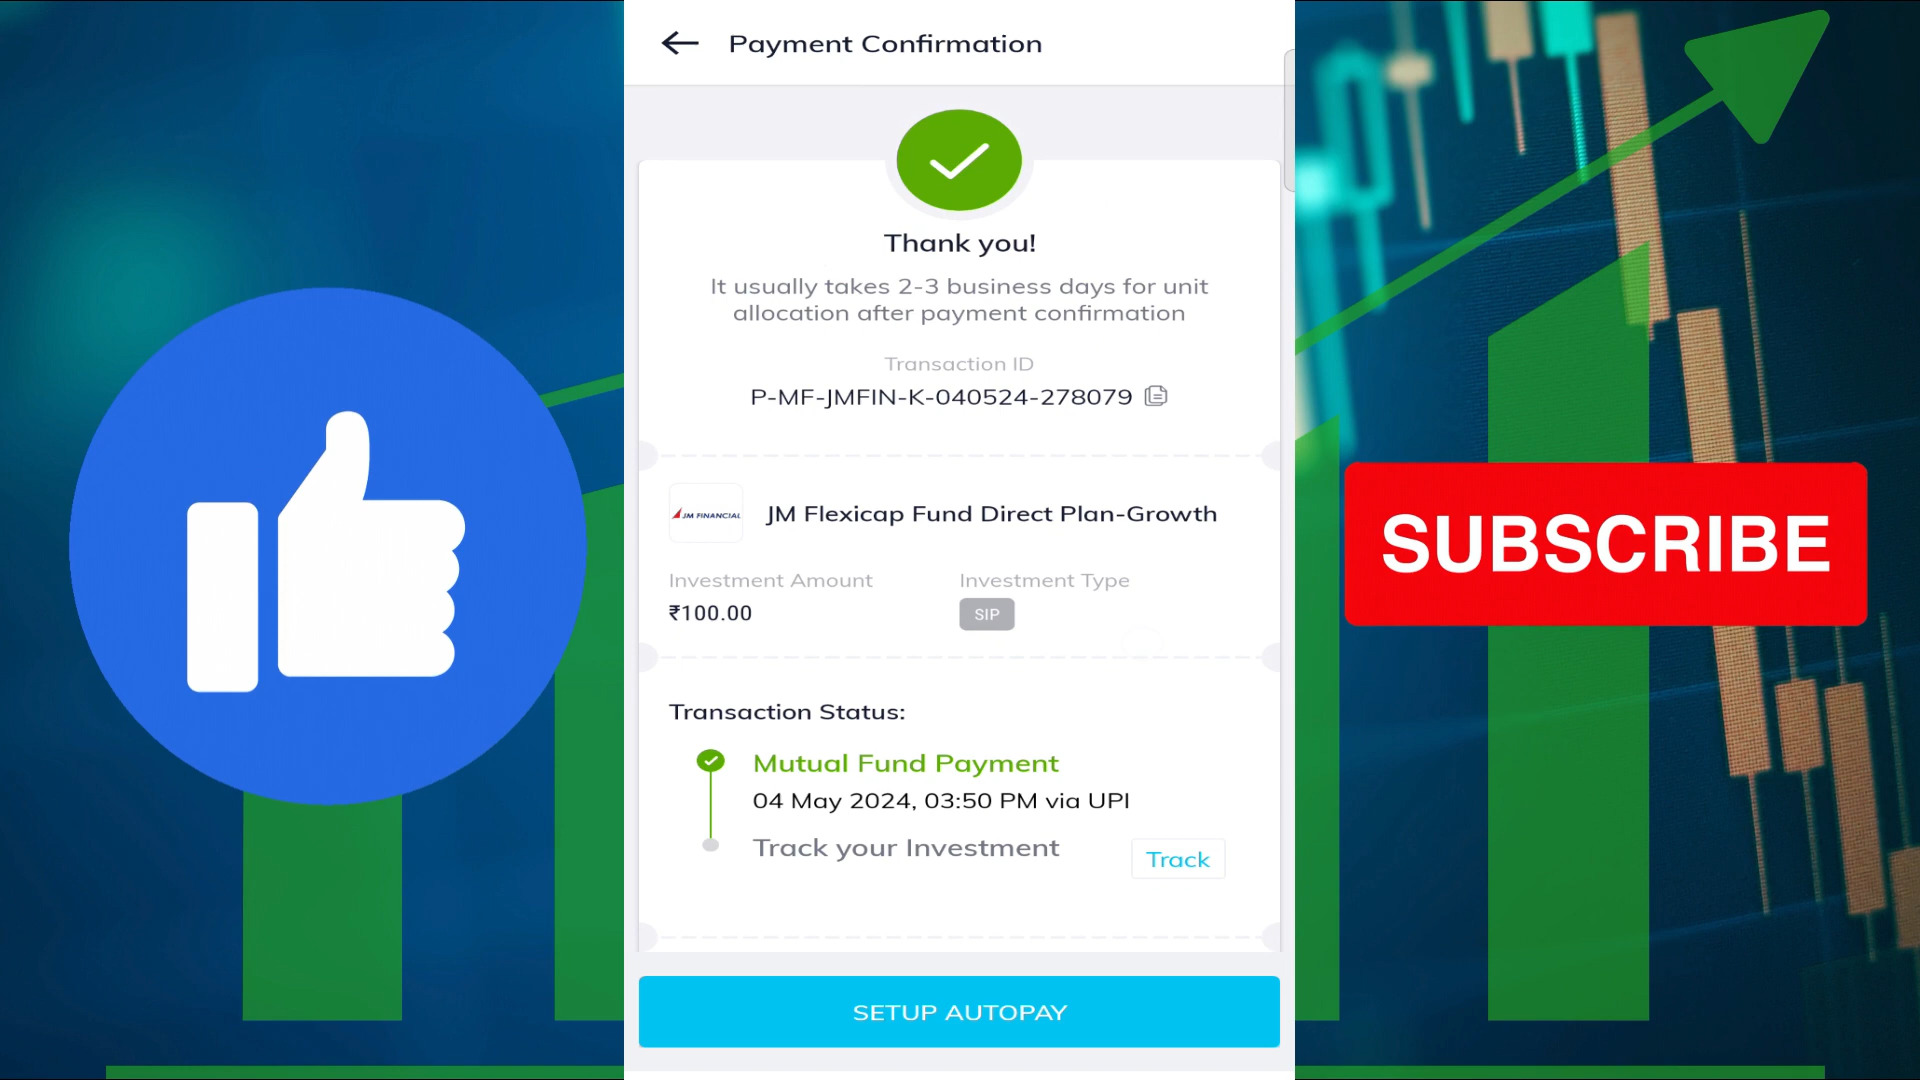 Payment Confirmation
Thank you!
It usually takes 2-3 business days for unit
allocation after payment confirmation
Transaction ID
P-MF-JMFIN-K-040524-278079
JM FINANCIAL
JM Flexicap Fund Direct Plan-Growth
Investment Amount
Investment Type
₹100.00
SIP
SUBSCRIBE
Transaction Status:
Mutual Fund Payment
04 May 2024, 03:50 PM via UPI
Track your Investment
Track
SETUP AUTOPAY